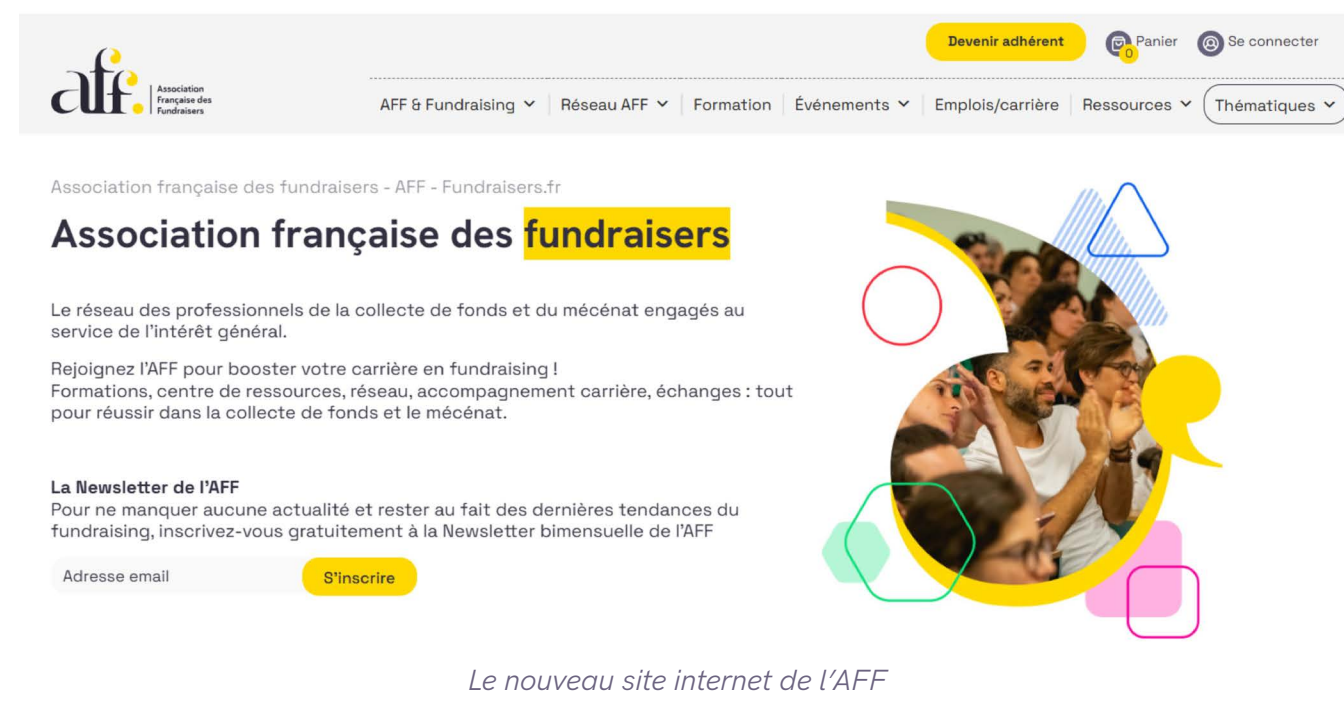 Devenir adhérent
0
Panier
Se connecter
aff.
Association
Française des
Fundraisers
AFF & Fundraising
Réseau AFF
Formation
Événements
Emplois/carrière
Ressources
Thématiques
Association française des fundraisers - AFF - Fundraisers.fr
Association française des fundraisers
Le réseau des professionnels de la collecte de fonds et du mécénat engagés au
service de l'intérêt général.
Rejoignez l'AFF pour booster votre carrière en fundraising !
Formations, centre de ressources, réseau, accompagnement carrière, échanges : tout
pour réussir dans la collecte de fonds et le mécénat.
La Newsletter de l'AFF
Pour ne manquer aucune actualité et rester au fait des dernières tendances du
fundraising, inscrivez-vous gratuitement à la Newsletter bimensuelle de l'AFF
Adresse email
S'inscrire
Le nouveau site internet de l'AFF